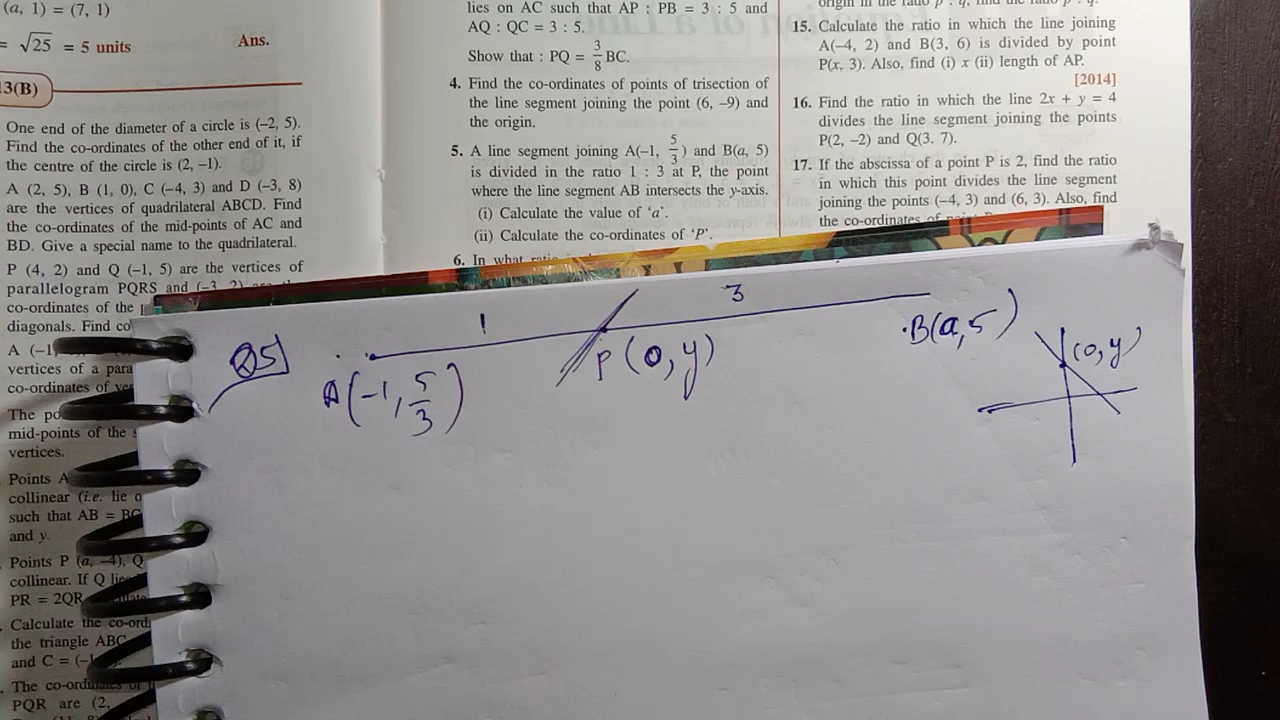 (a, 1) = (7, 1)
= √25 = 5 units Ans.
3(B)
One end of the diameter of a circle is (–2, 5).
Find the co-ordinates of the other end of it, if
the centre of the circle is (2, –1).
A (2, 5), B (1, 0), C (–4, 3) and D (–3, 8)
are the vertices of quadrilateral ABCD. Find
the co-ordinates of the mid-points of AC and
BD. Give a special name to the quadrilateral.
P (4, 2) and Q (–1, 5) are the vertices of
parallelogram PQRS and (–3, 2)
co-ordinates of the
diagonals. Find
A (–1,
vertices of a
co-ordinates of
The
mid-points of the
vertices.
Points A
collinear (i.e. lie
such that AB = BC
and y.
Points P (a, –4), Q
collinear. If Q
PR = 2QR,
Calculate the
the triangle ABC
and C =
The
PQR are (2,
lies on AC such that AP : PB = 3 : 5 and
AQ : QC = 3 : 5.
Show that : PQ = 3/8 BC.
4. Find the co-ordinates of points of trisection of
the line segment joining the point (6, –9) and
the origin.
5. A line segment joining A(–1, 5/3) and B(a, 5)
is divided in the ratio 1 : 3 at P, the point
where the line segment AB intersects the y-axis.
(i) Calculate the value of 'a'.
(ii) Calculate the co-ordinates of 'P'.
6. In what ratio
origin in the ratio p : q,
15. Calculate the ratio in which the line joining
A(–4, 2) and B(3, 6) is divided by point
P(x, 3). Also, find (i) x (ii) length of AP.
[2014]
16. Find the ratio in which the line 2x + y = 4
divides the line segment joining the points
P(2, –2) and Q(3. 7).
17. If the abscissa of a point P is 2, find the ratio
in which this point divides the line segment
joining the points (–4, 3) and (6, 3). Also, find
the co-ordinates of point P.
Q5
1 3
A(-1, 5/3) P(0, y) B(a, 5)
(0, y)